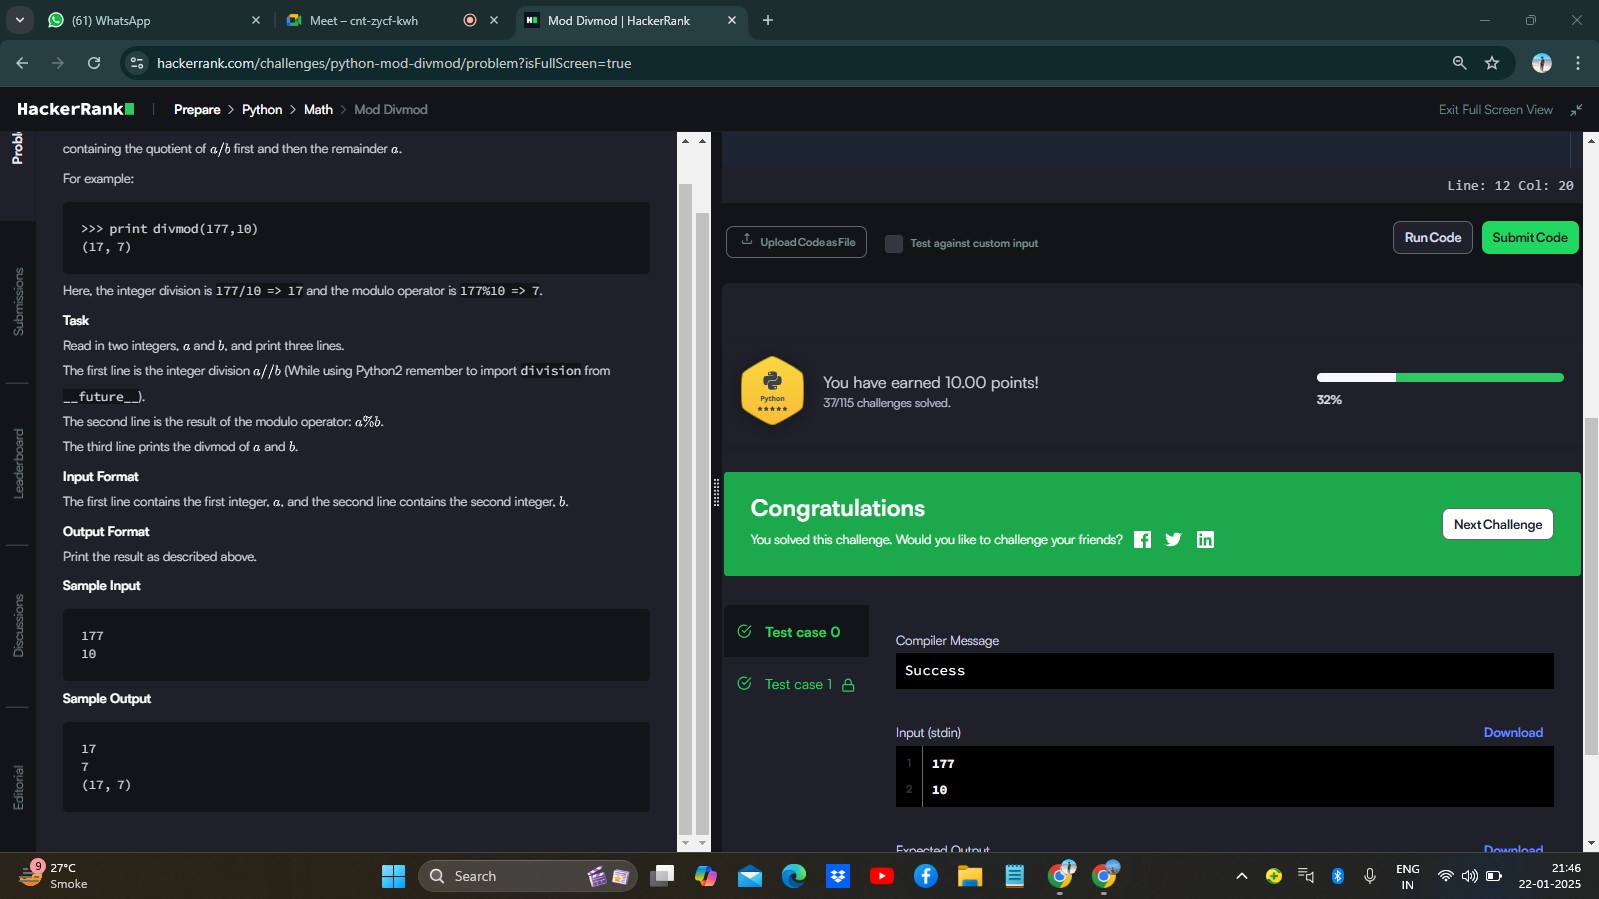 (61) WhatsApp
Meet – cnt-zycf-kwh
Mod Divmod | HackerRank
hackerrank.com/challenges/python-mod-divmod/problem?isFullScreen=true
HackerRank
Prepare > Python > Math > Mod Divmod
Exit Full Screen View
Submissions
Leaderboard
Discussions
Editorial
containing the quotient of a/b first and then the remainder a.
For example:
>>> print divmod(177,10)
(17, 7)
Here, the integer division is 177/10 => 17 and the modulo operator is 177%10 => 7.
Task
Read in two integers, a and b, and print three lines.
The first line is the integer division a//b (While using Python2 remember to import division from
__future__).
The second line is the result of the modulo operator: a%b.
The third line prints the divmod of a and b.
Input Format
The first line contains the first integer, a, and the second line contains the second integer, b.
Output Format
Print the result as described above.
Sample Input
177
10
Sample Output
17
7
(17, 7)
Line: 12 Col: 20
Upload Code as File
Test against custom input
Run Code
Submit Code
Python
You have earned 10.00 points!
37/115 challenges solved.
32%
Congratulations
You solved this challenge. Would you like to challenge your friends?
Next Challenge
Test case 0
Test case 1
Compiler Message
Success
Input (stdin)
Download
1 177
2 10
Expected Output
Download
9
27°C
Smoke
Search
ENG
IN
21:46
22-01-2025